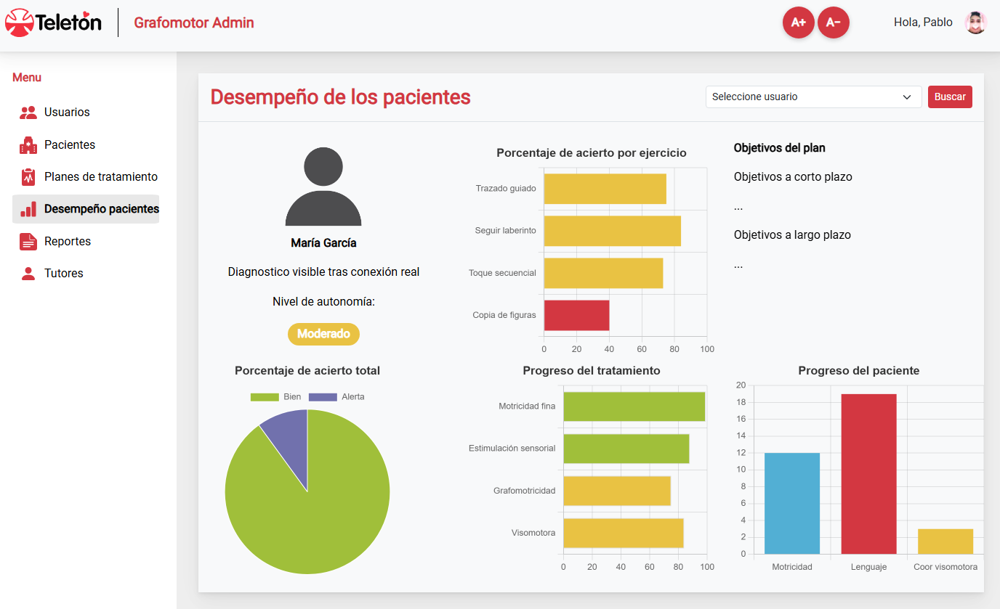 Teletón
Grafomotor Admin
A+
A−
Hola, Pablo
Menu
Usuarios
Pacientes
Planes de tratamiento
Desempeño pacientes
Reportes
Tutores
Desempeño de los pacientes
Seleccione usuario
Buscar
María García
Diagnostico visible tras conexión real
Nivel de autonomía:
Moderado
Porcentaje de acierto por ejercicio
Trazado guiado
Seguir laberinto
Toque secuencial
Copia de figuras
0 20 40 60 80 100
Objetivos del plan
Objetivos a corto plazo
...
Objetivos a largo plazo
...
Porcentaje de acierto total
Bien Alerta
Progreso del tratamiento
Motricidad fina
Estimulación sensorial
Grafomotricidad
Visomotora
0 20 40 60 80 100
Progreso del paciente
20
18
16
14
12
10
8
6
4
2
0
Motricidad Lenguaje Coor visomotora